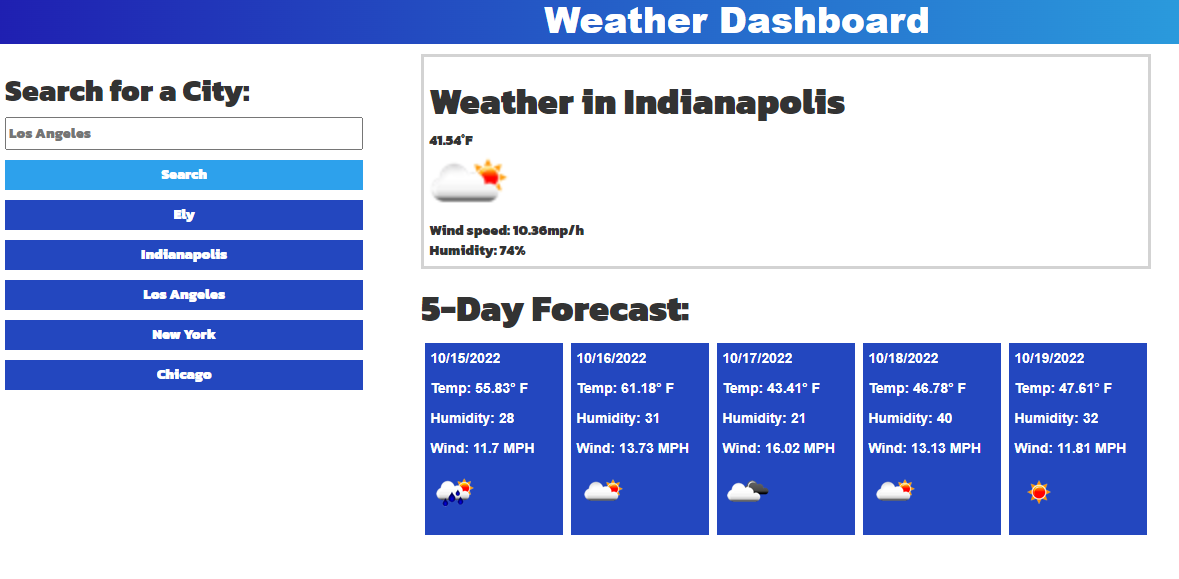 Weather Dashboard
Search for a City:
Los Angeles
Search
Ely
Indianapolis
Los Angeles
New York
Chicago
Weather in Indianapolis
41.54°F
Wind speed: 10.36mp/h
Humidity: 74%
5-Day Forecast:
10/15/2022
Temp: 55.83° F
Humidity: 28
Wind: 11.7 MPH
10/16/2022
Temp: 61.18° F
Humidity: 31
Wind: 13.73 MPH
10/17/2022
Temp: 43.41° F
Humidity: 21
Wind: 16.02 MPH
10/18/2022
Temp: 46.78° F
Humidity: 40
Wind: 13.13 MPH
10/19/2022
Temp: 47.61° F
Humidity: 32
Wind: 11.81 MPH